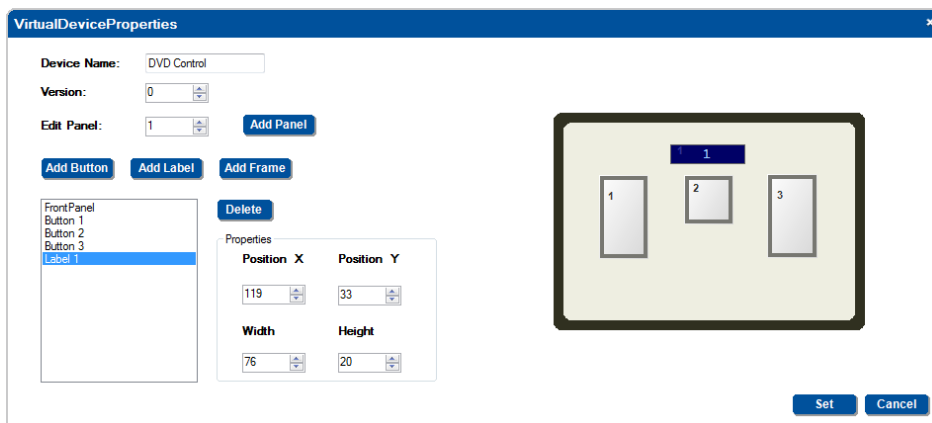 VirtualDeviceProperties ×
Device Name: DVD Control
Version: 0
Edit Panel: 1 Add Panel
Add Button Add Label Add Frame
FrontPanel
Button 1
Button 2
Button 3
Label 1
Delete
Properties
Position X Position Y
119 33
Width Height
76 20
1 1
1 2 3
Set Cancel